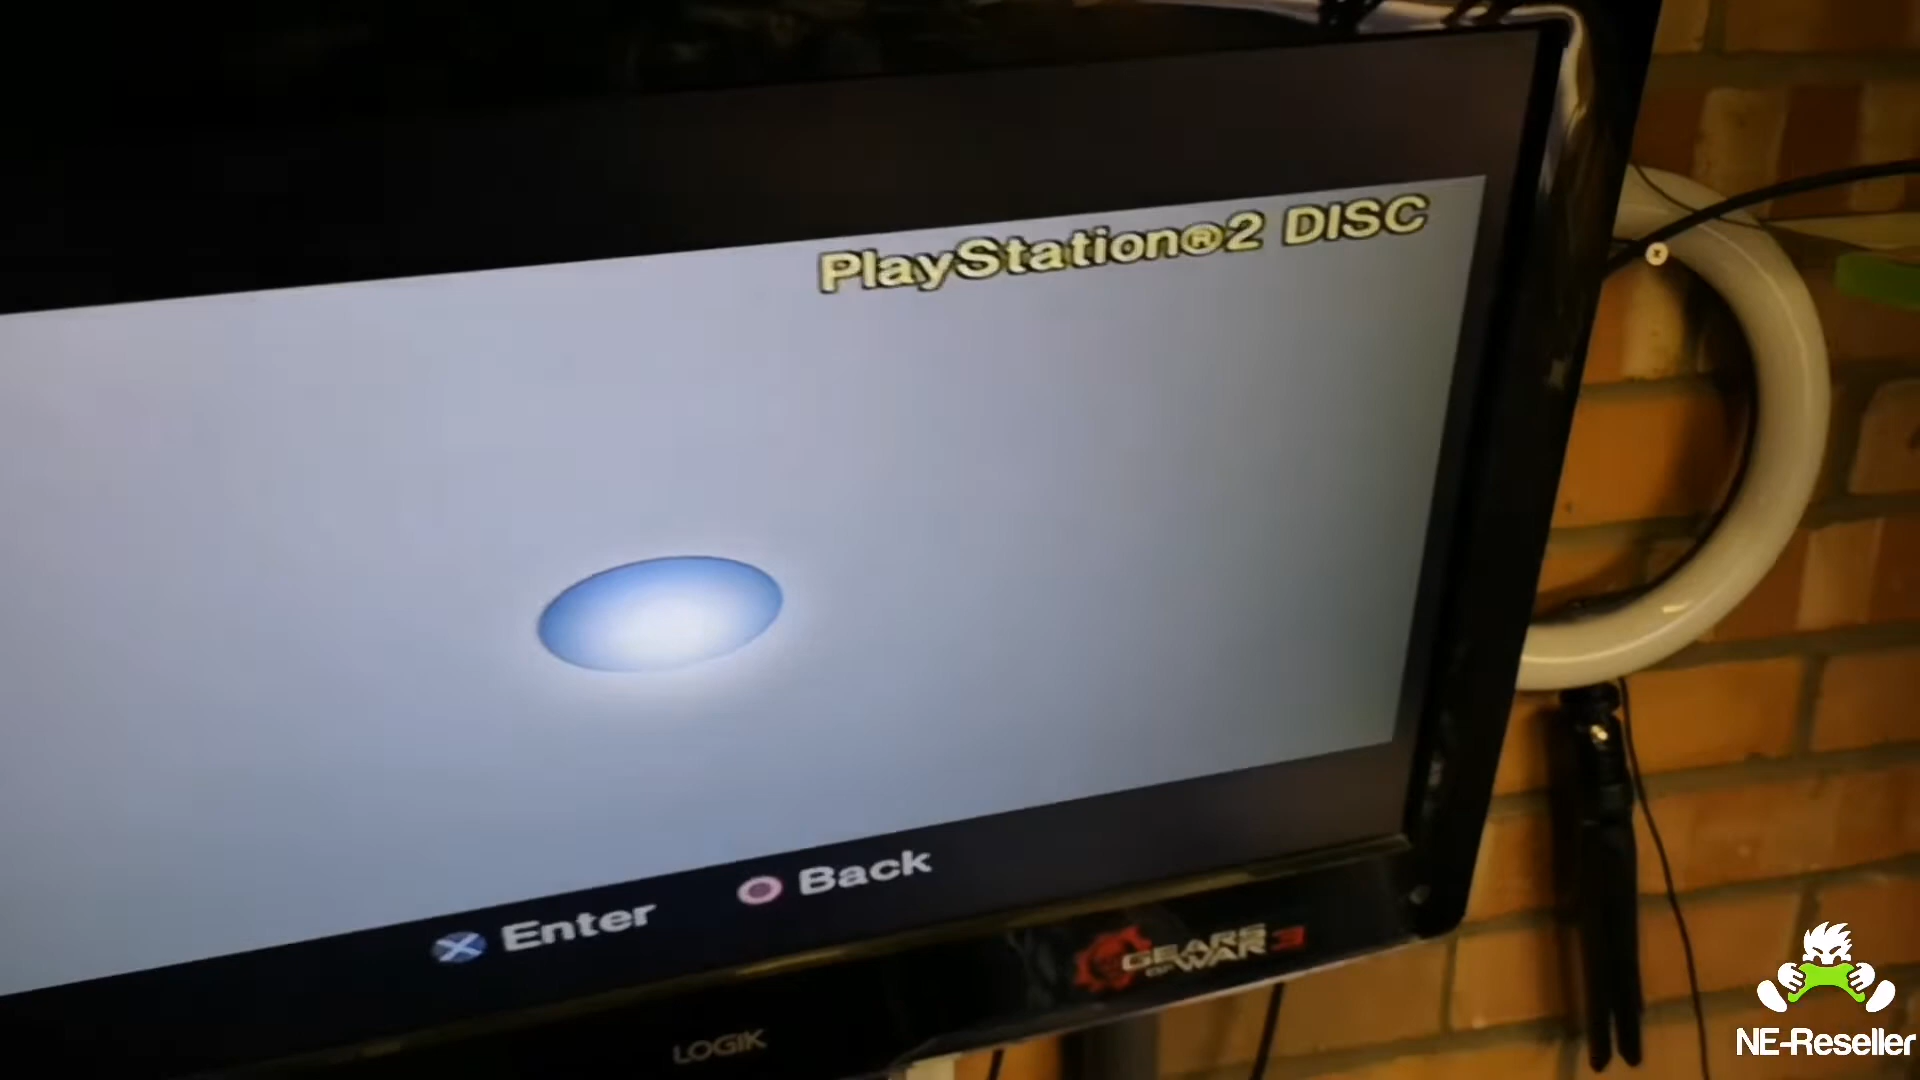 PlayStation®2 DISC
Enter
Back
GEARS
OF WAR 3
LOGIK
NE-Reseller